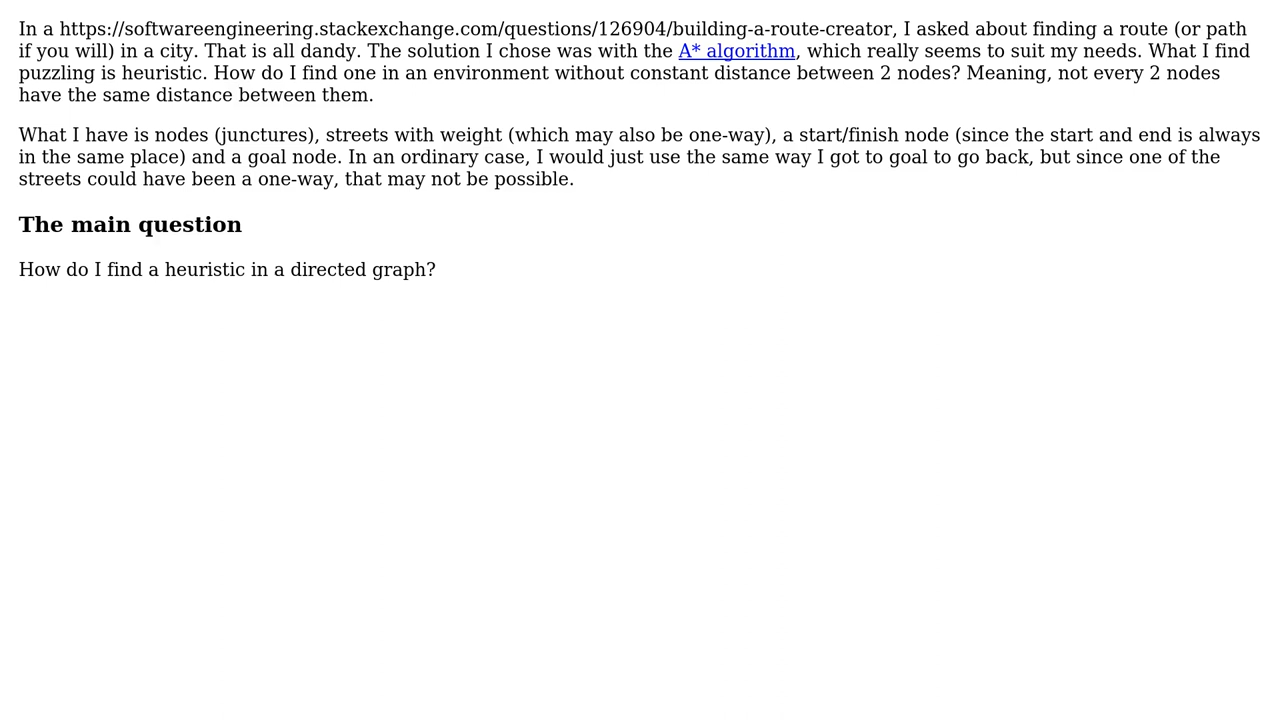 In a https://softwareengineering.stackexchange.com/questions/126904/building-a-route-creator, I asked about finding a route (or path
if you will) in a city. That is all dandy. The solution I chose was with the A* algorithm, which really seems to suit my needs. What I find
puzzling is heuristic. How do I find one in an environment without constant distance between 2 nodes? Meaning, not every 2 nodes
have the same distance between them.
What I have is nodes (junctures), streets with weight (which may also be one-way), a start/finish node (since the start and end is always
in the same place) and a goal node. In an ordinary case, I would just use the same way I got to goal to go back, but since one of the
streets could have been a one-way, that may not be possible.
The main question
How do I find a heuristic in a directed graph?